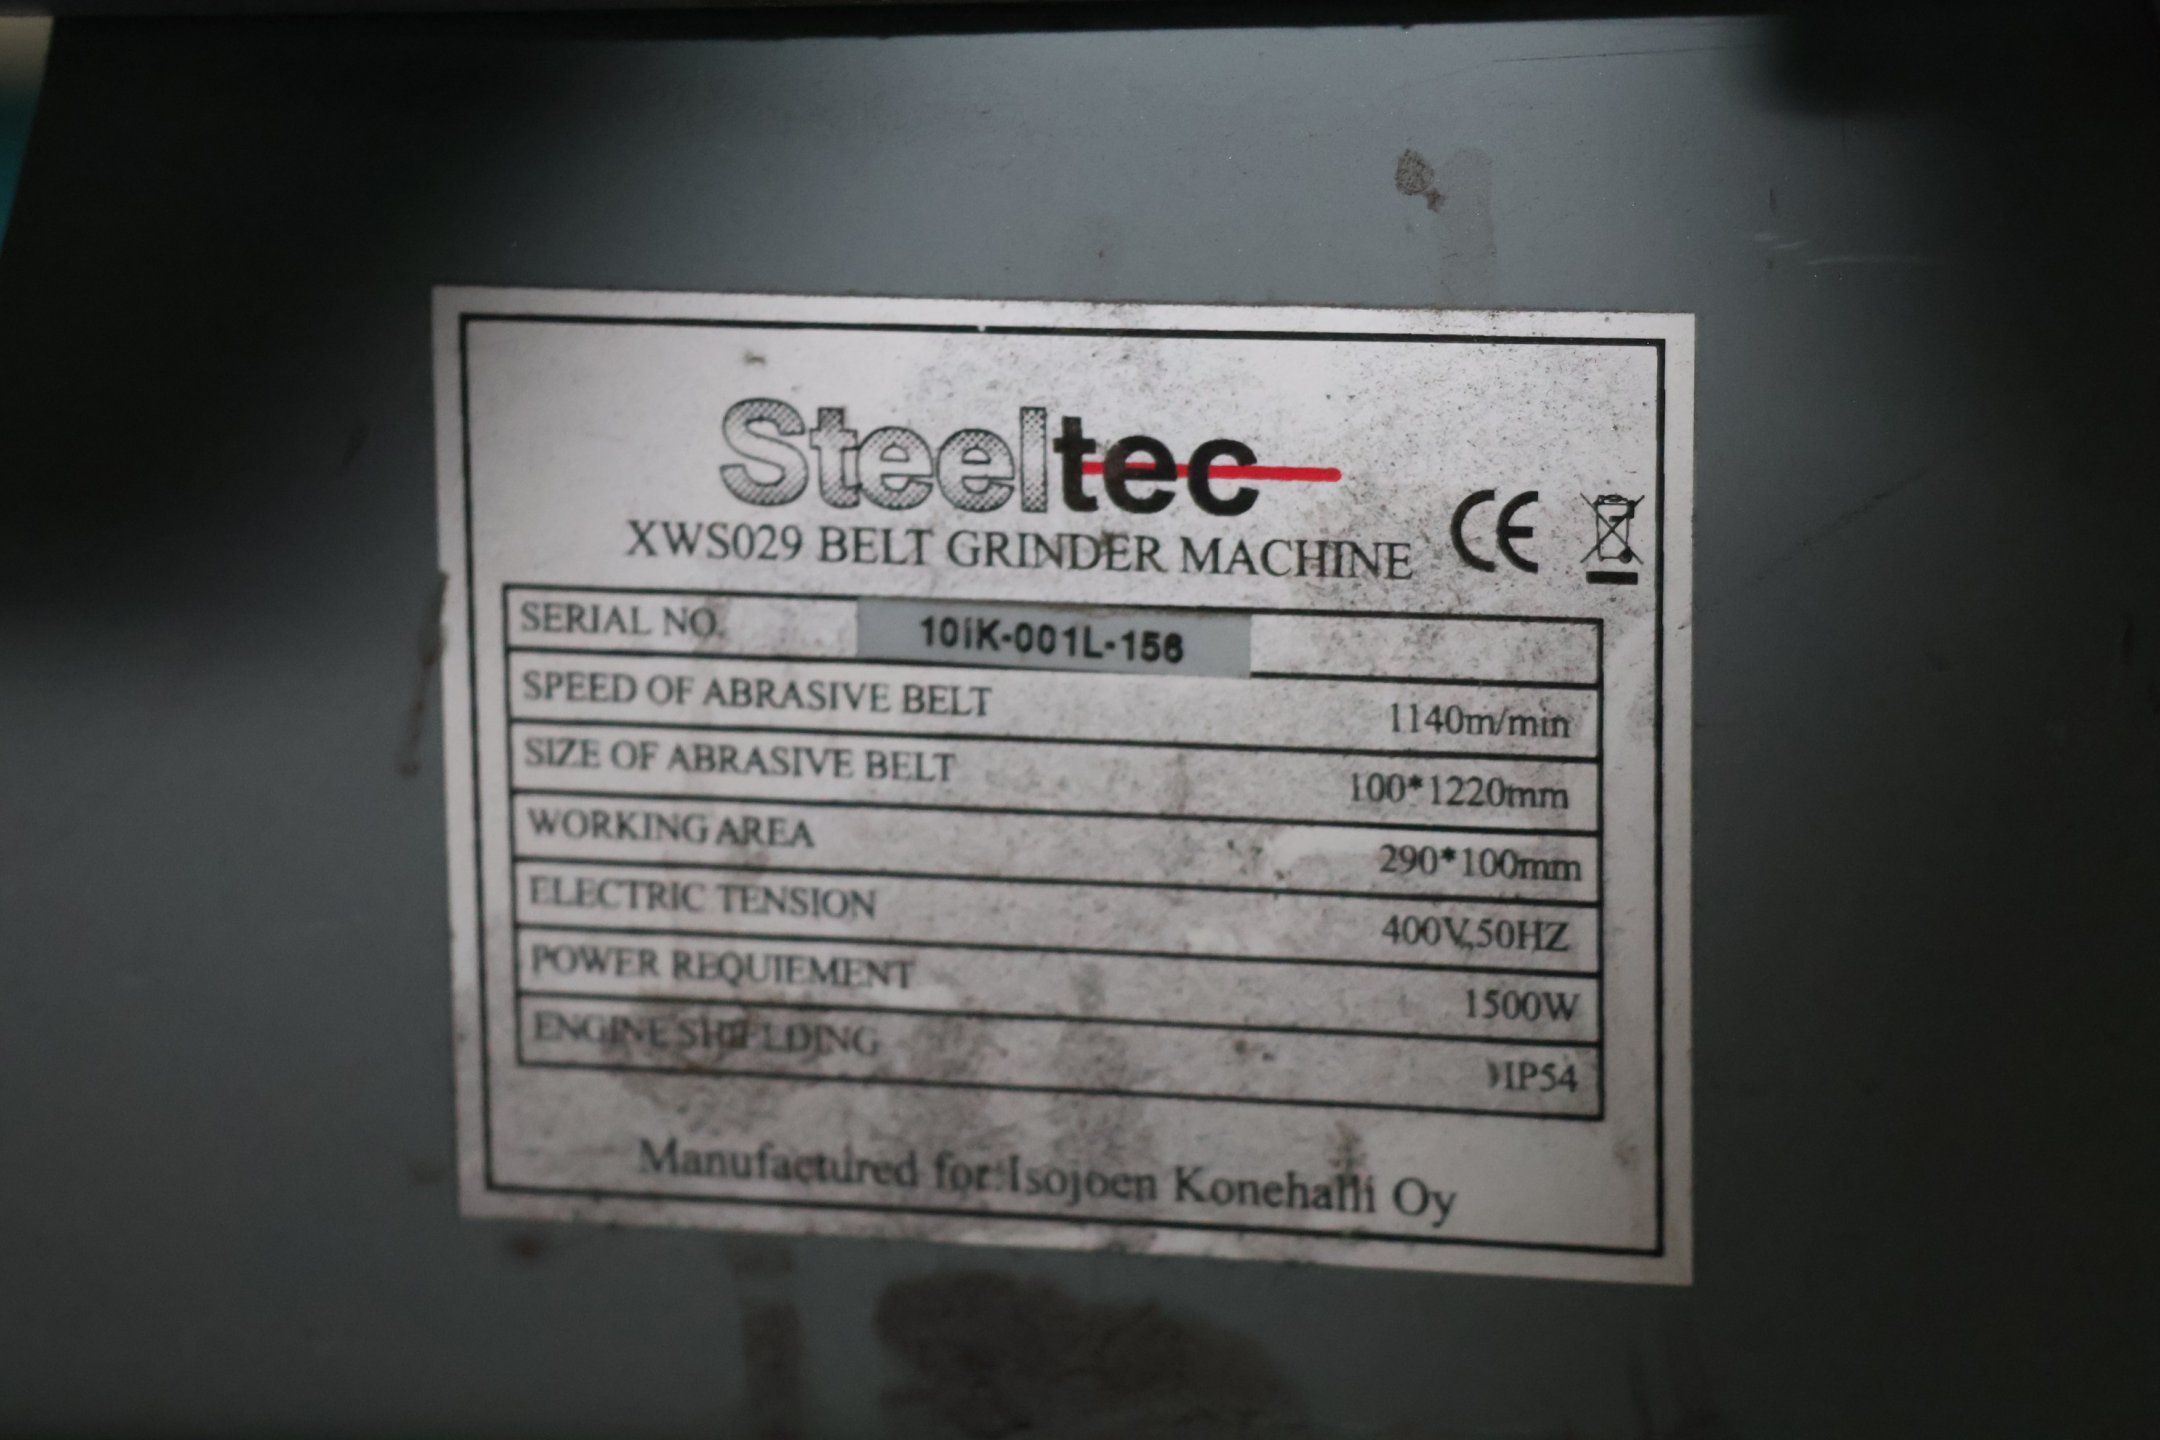 Steeltec
XWS029 BELT GRINDER MACHINE
CE
SERIAL NO. 10iK-001L-156
SPEED OF ABRASIVE BELT 1140m/min
SIZE OF ABRASIVE BELT 100*1220mm
WORKING AREA 290*100mm
ELECTRIC TENSION 400V,50HZ
POWER REQUIEMENT 1500W
ENGINE SHIELDING IP54
Manufactured for:Isojoen Konehalli Oy